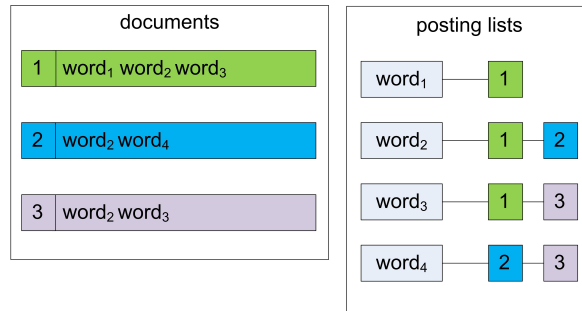 documents
1 word₁ word₂ word₃
2 word₂ word₄
3 word₂ word₃
posting lists
word₁ 1
word₂ 1 2
word₃ 1 3
word₄ 2 3